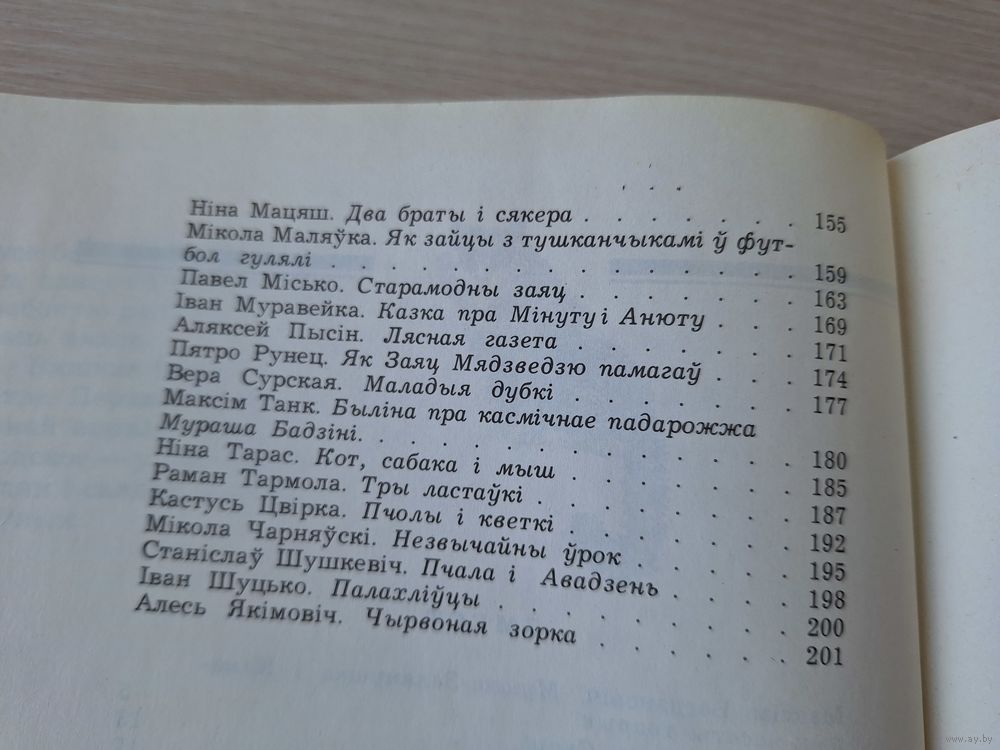 Ніна Мацяш. Два браты і сякера . . . . . . . 155
Мікола Маляўка. Як зайцы з тушканчыкамі ў фут-
бол гулялі . . . . . . . . . . . . . . . . 159
Павел Місько. Старамодны заяц . . . . . . . . 163
Іван Муравейка. Казка пра Мінуту і Анюту . . . 169
Аляксей Пысін. Лясная газета . . . . . . . . 171
Пятро Рунец. Як Заяц Мядзведзю памагаў . . . . 174
Вера Сурская. Маладыя дубкі . . . . . . . . 177
Максім Танк. Быліна пра касмічнае падарожжа
Мураша Бадзіні. . . . . . . . . . . . . . . 180
Ніна Тарас. Кот, сабака і мыш . . . . . . . . 185
Раман Тармола. Тры ластаўкі . . . . . . . . . 187
Кастусь Цвірка. Пчолы і кветкі . . . . . . . . 192
Мікола Чарняўскі. Незвычайны ўрок . . . . . . 195
Станіслаў Шушкевіч. Пчала і Авадзень . . . . . 198
Іван Шуцько. Палахліўцы . . . . . . . . . . 200
Алесь Якімовіч. Чырвоная зорка . . . . . . . 201
www.ay.by